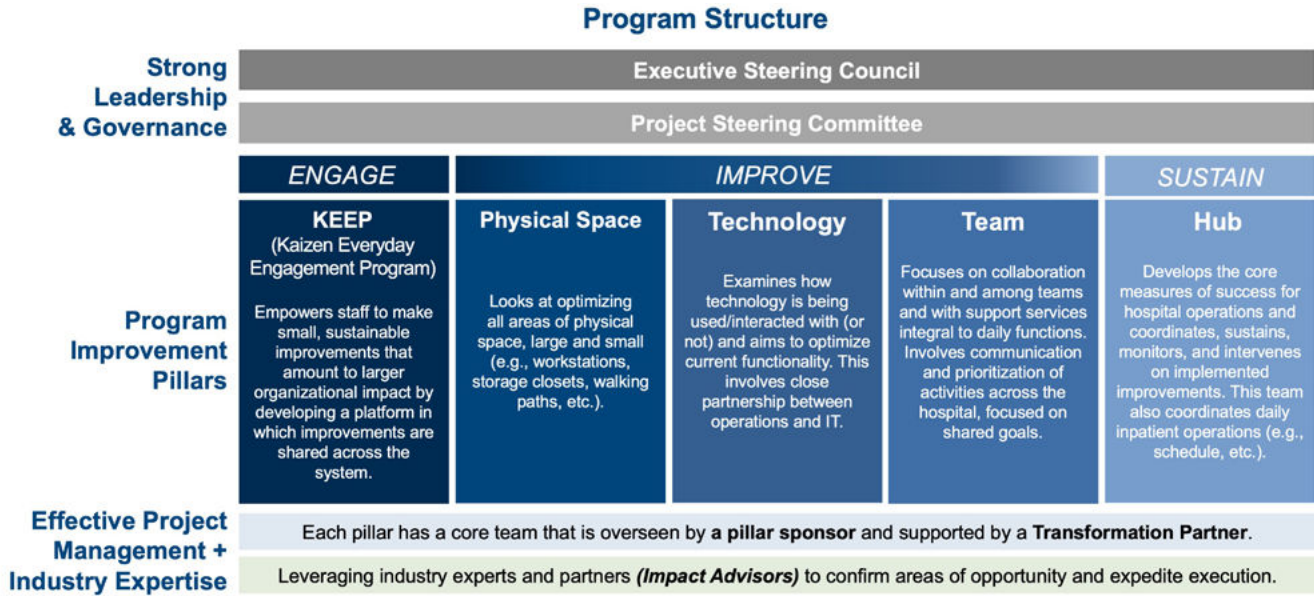 Program Structure
Strong
Leadership
& Governance
Executive Steering Council
Project Steering Committee
ENGAGE
IMPROVE
SUSTAIN
Program
Improvement
Pillars
KEEP
(Kaizen Everyday
Engagement Program)
Empowers staff to make
small, sustainable
improvements that
amount to larger
organizational impact by
developing a platform in
which improvements are
shared across the
system.
Physical Space
Looks at optimizing
all areas of physical
space, large and small
(e.g., workstations,
storage closets, walking
paths, etc.).
Technology
Examines how
technology is being
used/interacted with (or
not) and aims to optimize
current functionality. This
involves close
partnership between
operations and IT.
Team
Focuses on collaboration
within and among teams
and with support services
integral to daily functions.
Involves communication
and prioritization of
activities across the
hospital, focused on
shared goals.
Hub
Develops the core
measures of success for
hospital operations and
coordinates, sustains,
monitors, and intervenes
on implemented
improvements. This team
also coordinates daily
inpatient operations (e.g.,
schedule, etc.).
Effective Project
Management +
Industry Expertise
Each pillar has a core team that is overseen by a pillar sponsor and supported by a Transformation Partner.
Leveraging industry experts and partners (Impact Advisors) to confirm areas of opportunity and expedite execution.